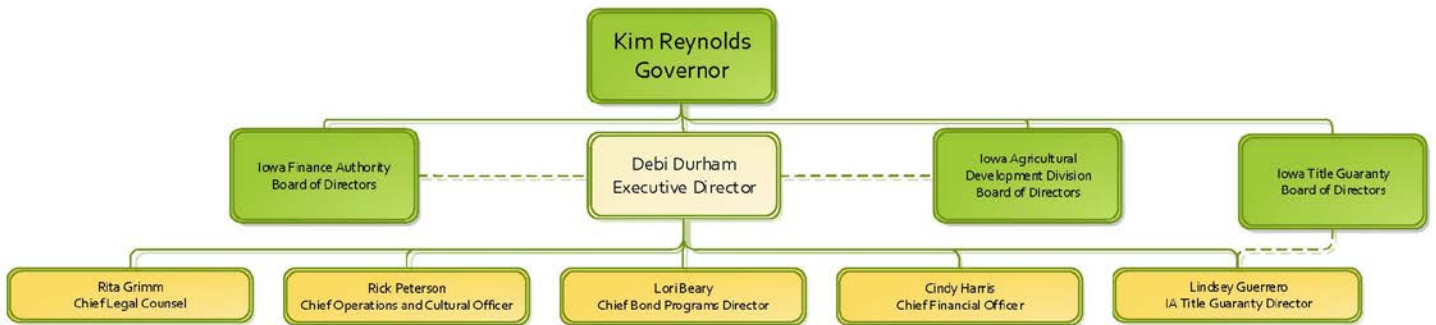 Kim Reynolds
Governor
Iowa Finance Authority
Board of Directors
Debi Durham
Executive Director
Iowa Agricultural
Development Division
Board of Directors
Iowa Title Guaranty
Board of Directors
Rita Grimm
Chief Legal Counsel
Rick Peterson
Chief Operations and Cultural Officer
Lori Beary
Chief Bond Programs Director
Cindy Harris
Chief Financial Officer
Lindsey Guerrero
IA Title Guaranty Director